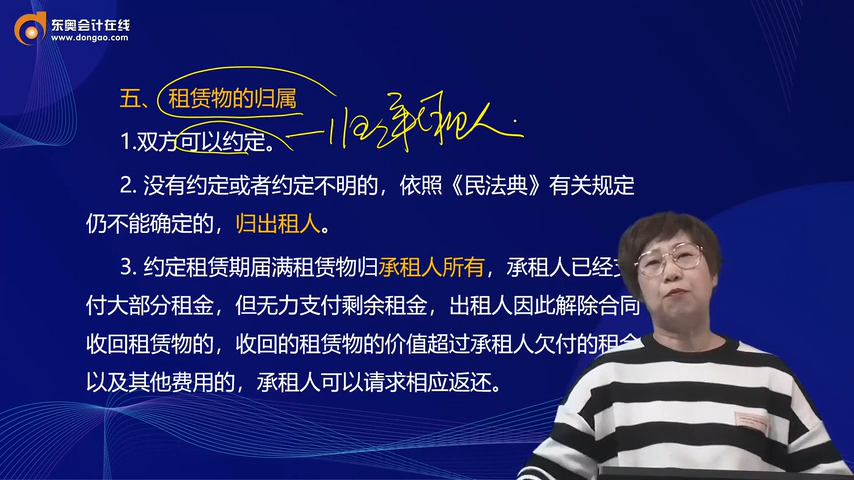 东奥会计在线
www.dongao.com
五、租赁物的归属
1.双方可以约定。一归承租人.
2. 没有约定或者约定不明的，依照《民法典》有关规定
仍不能确定的，归出租人。
3. 约定租赁期届满租赁物归承租人所有，承租人已经
付大部分租金，但无力支付剩余租金，出租人因此解除合同
收回租赁物的，收回的租赁物的价值超过承租人欠付的租
以及其他费用的，承租人可以请求相应返还。